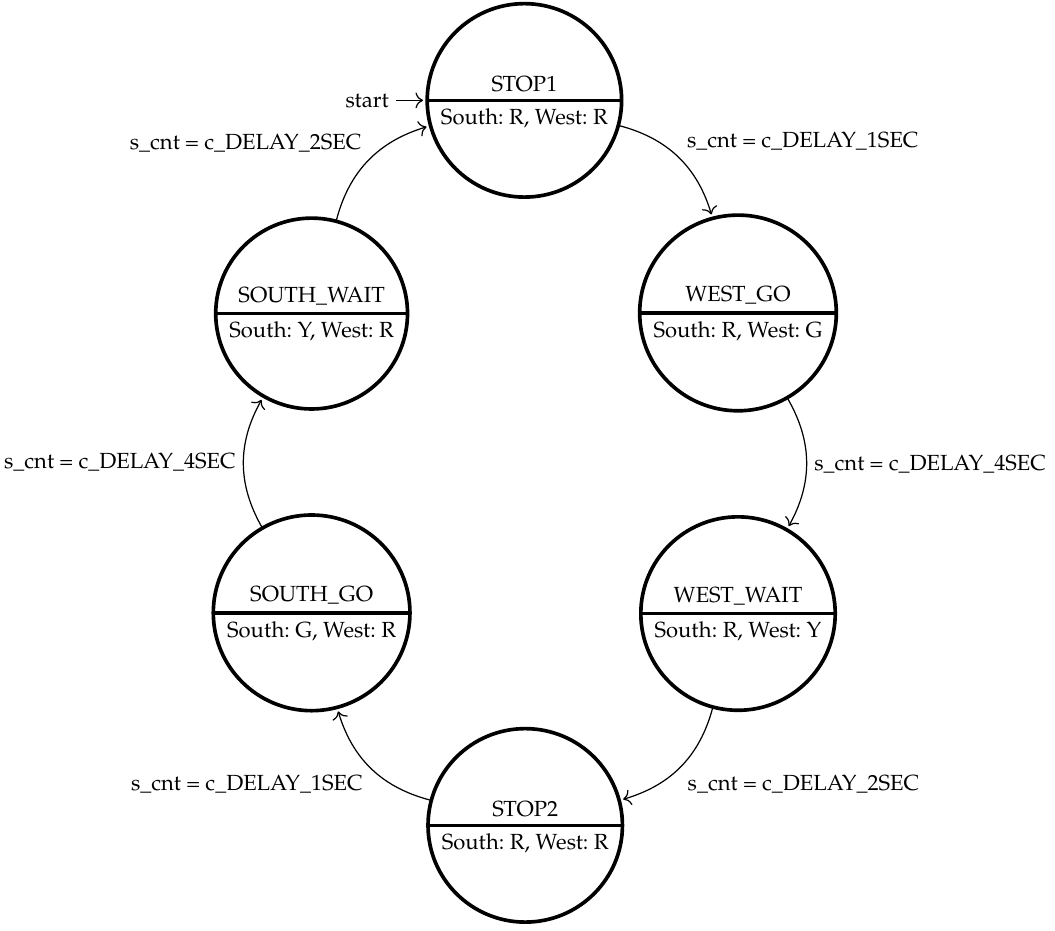 STOP1
start
South: R, West: R
s_cnt = c_DELAY_2SEC
s_cnt = c_DELAY_1SEC
SOUTH_WAIT
South: Y, West: R
WEST_GO
South: R, West: G
s_cnt = c_DELAY_4SEC
s_cnt = c_DELAY_4SEC
SOUTH_GO
South: G, West: R
WEST_WAIT
South: R, West: Y
s_cnt = c_DELAY_1SEC
s_cnt = c_DELAY_2SEC
STOP2
South: R, West: R